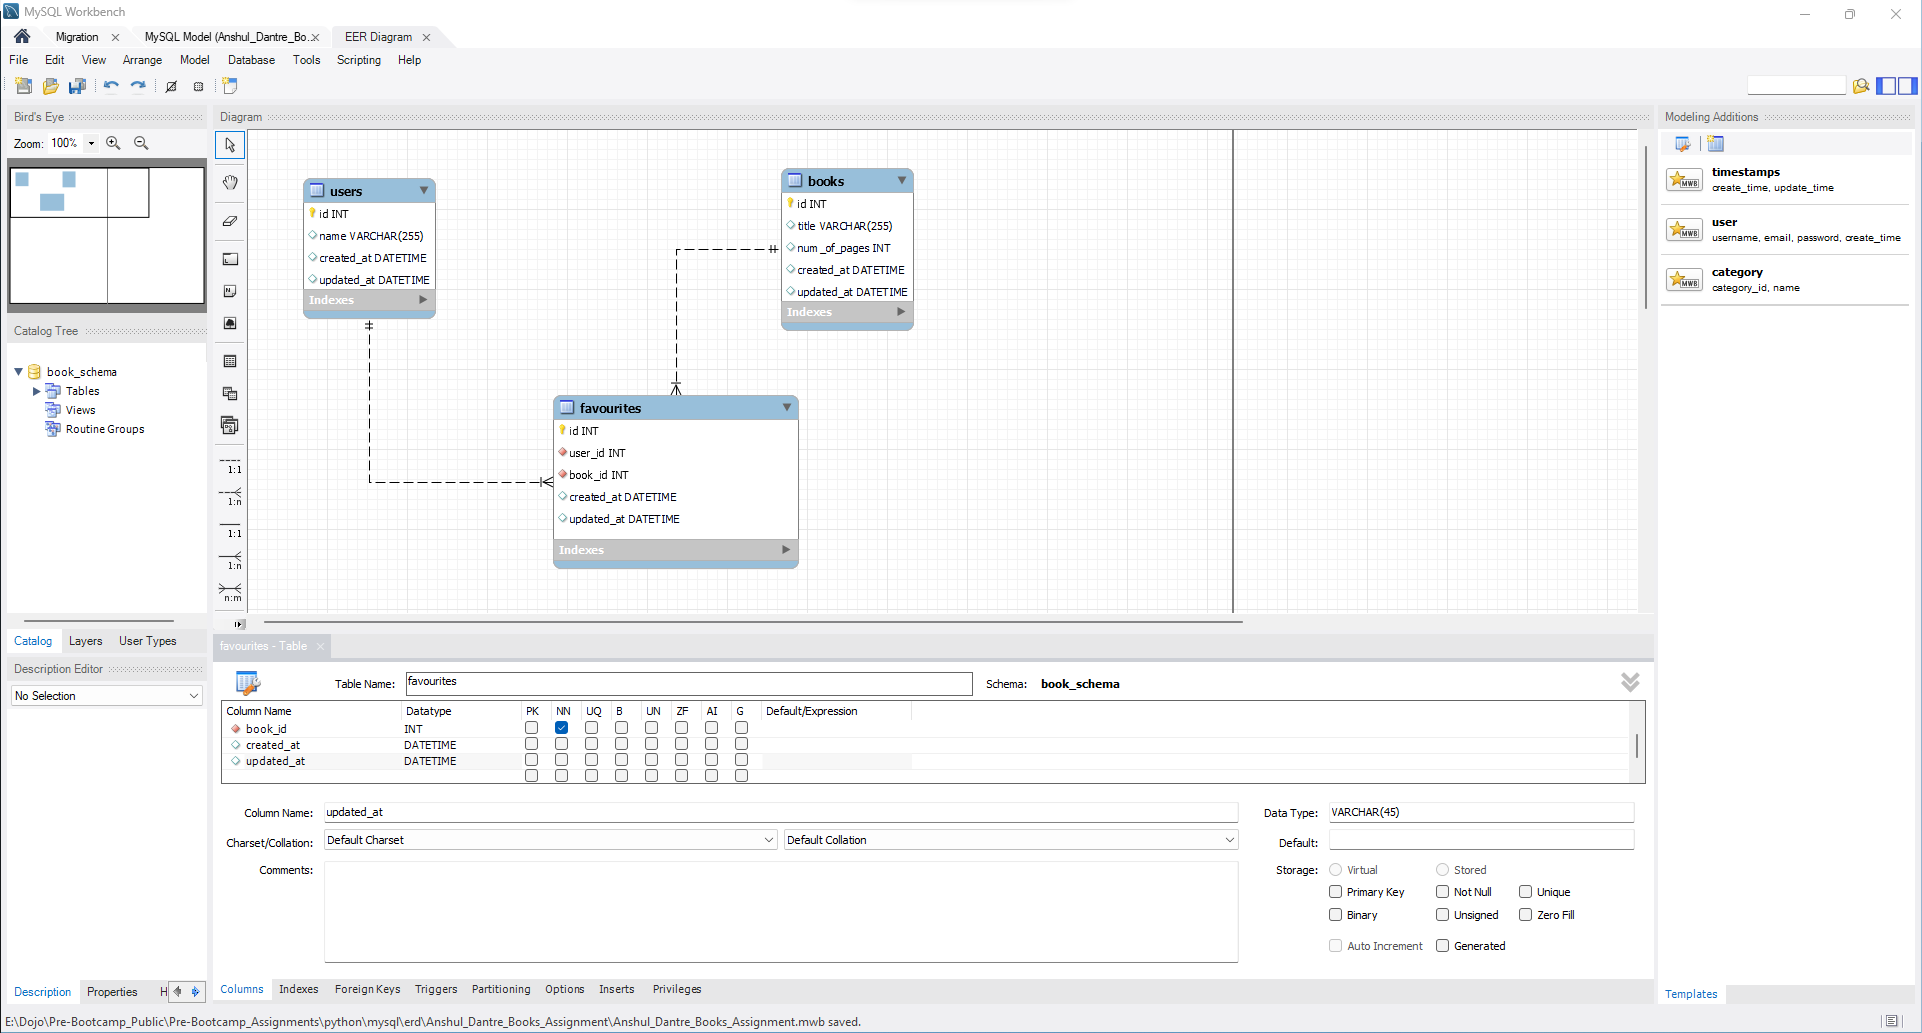 MySQL Workbench
Migration
MySQL Model (Anshul_Dantre_Bo..
EER Diagram
File Edit View Arrange Model Database Tools Scripting Help
Bird's Eye
Zoom: 100%
Catalog Tree
book_schema
Tables
Views
Routine Groups
Catalog Layers User Types
Description Editor
No Selection
Description Properties H
Diagram
1:1
1:n
1:1
1:n
n:m
users
id INT
name VARCHAR(255)
created_at DATETIME
updated_at DATETIME
Indexes
books
id INT
title VARCHAR(255)
num _of_pages INT
created_at DATETIME
updated_at DATETIME
Indexes
favourites
id INT
user_id INT
book_id INT
created_at DATETIME
updated_at DATETIME
Indexes
favourites - Table
Table Name: favourites Schema: book_schema
Column Name Datatype PK NN UQ B UN ZF AI G Default/Expression
book_id INT
created_at DATETIME
updated_at DATETIME
Column Name: updated_at Data Type: VARCHAR(45)
Charset/Collation: Default Charset Default Collation Default:
Comments: Storage: Virtual Stored
Primary Key Not Null Unique
Binary Unsigned Zero Fill
Auto Increment Generated
Columns Indexes Foreign Keys Triggers Partitioning Options Inserts Privileges
Modeling Additions
MWB
timestamps
create_time, update_time
MWB
user
username, email, password, create_time
MWB
category
category_id, name
Templates
E:\Dojo\Pre-Bootcamp_Public\Pre-Bootcamp_Assignments\python\mysql\erd\Anshul_Dantre_Books_Assignment\Anshul_Dantre_Books_Assignment.mwb saved.